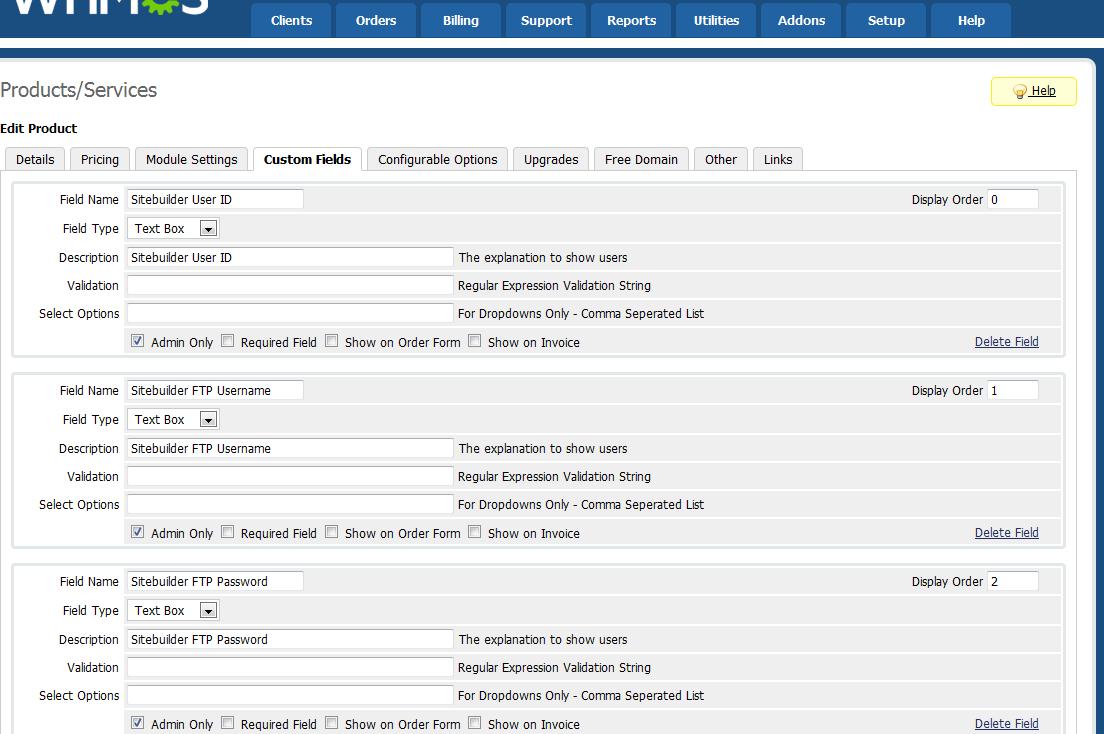 WHMCS
Clients Orders Billing Support Reports Utilities Addons Setup Help
Products/Services
Help
Edit Product
Details Pricing Module Settings Custom Fields Configurable Options Upgrades Free Domain Other Links
Field Name Sitebuilder User ID Display Order 0
Field Type Text Box
Description Sitebuilder User ID The explanation to show users
Validation Regular Expression Validation String
Select Options For Dropdowns Only - Comma Seperated List
Admin Only Required Field Show on Order Form Show on Invoice Delete Field
Field Name Sitebuilder FTP Username Display Order 1
Field Type Text Box
Description Sitebuilder FTP Username The explanation to show users
Validation Regular Expression Validation String
Select Options For Dropdowns Only - Comma Seperated List
Admin Only Required Field Show on Order Form Show on Invoice Delete Field
Field Name Sitebuilder FTP Password Display Order 2
Field Type Text Box
Description Sitebuilder FTP Password The explanation to show users
Validation Regular Expression Validation String
Select Options For Dropdowns Only - Comma Seperated List
Admin Only Required Field Show on Order Form Show on Invoice Delete Field